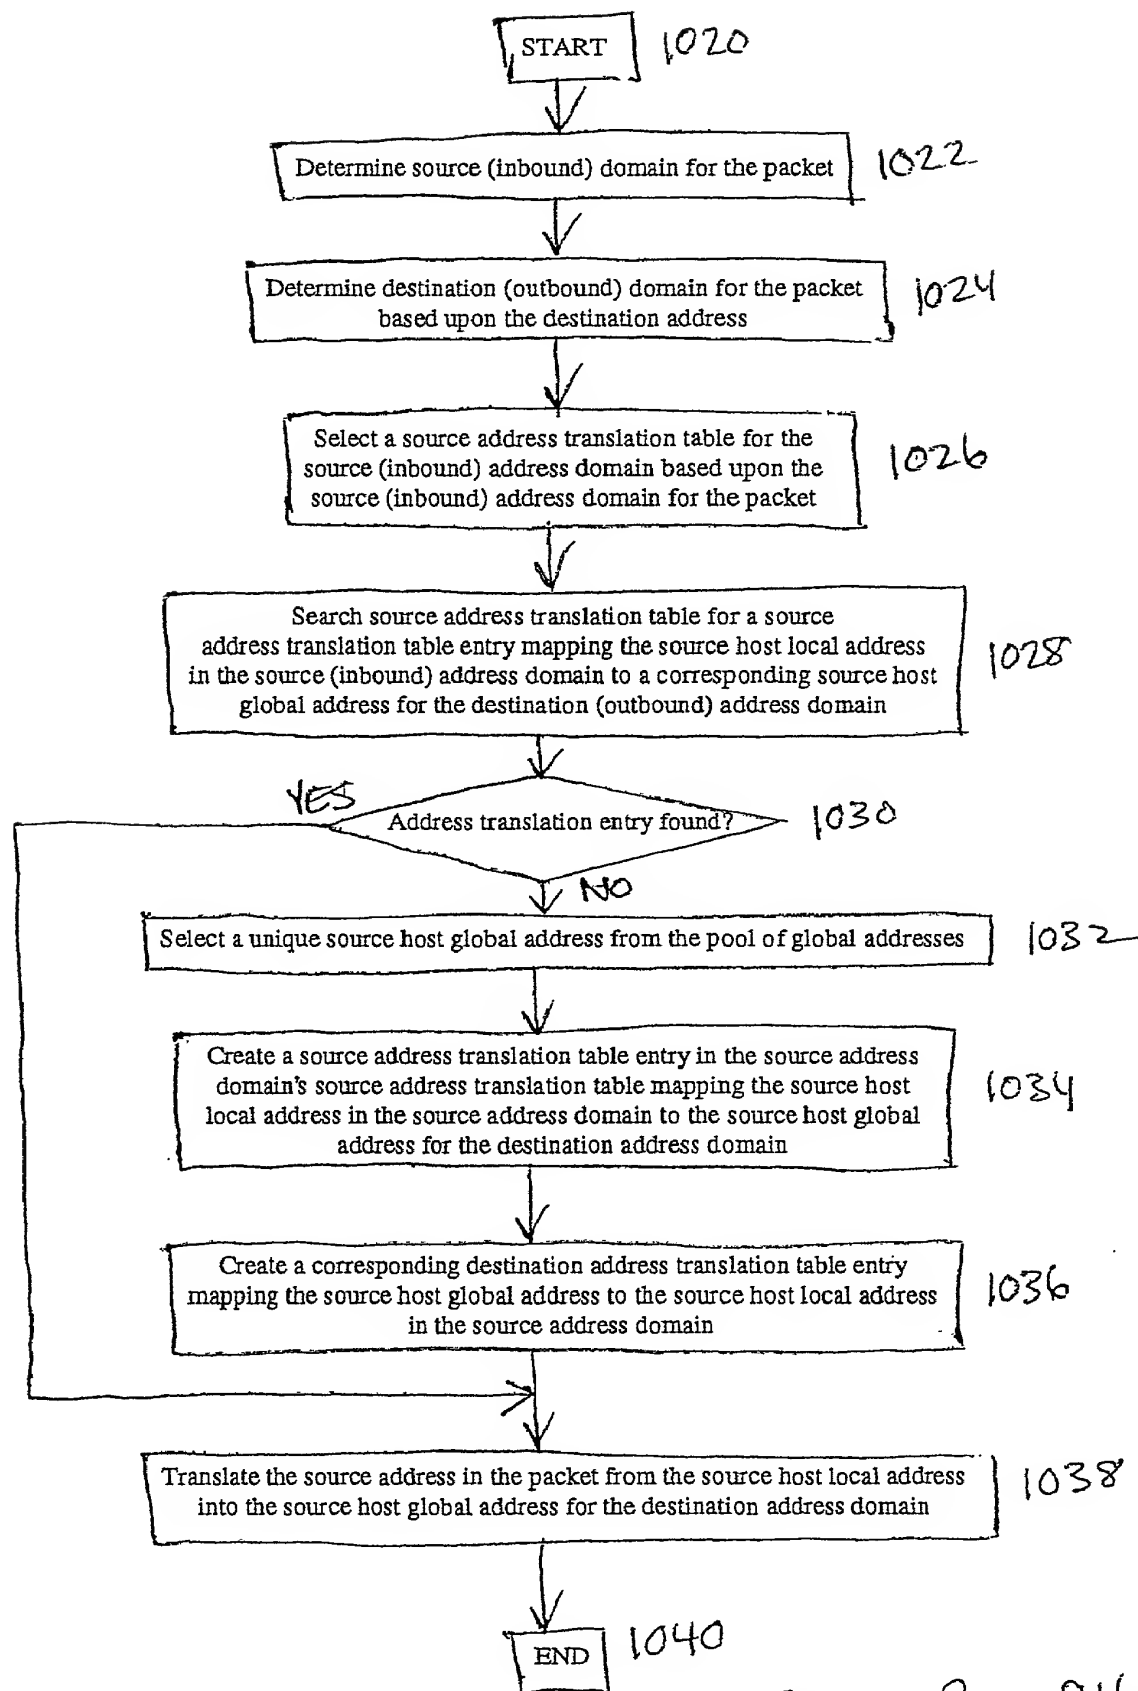 START 1020
Determine source (inbound) domain for the packet 1022
Determine destination (outbound) domain for the packet
based upon the destination address
1024
Select a source address translation table for the
source (inbound) address domain based upon the
source (inbound) address domain for the packet
1026
Search source address translation table for a source
address translation table entry mapping the source host local address
in the source (inbound) address domain to a corresponding source host
global address for the destination (outbound) address domain
1028
YES
Address translation entry found? 1030
NO
Select a unique source host global address from the pool of global addresses 1032
Create a source address translation table entry in the source address
domain's source address translation table mapping the source host
local address in the source address domain to the source host global
address for the destination address domain
1034
Create a corresponding destination address translation table entry
mapping the source host global address to the source host local address
in the source address domain
1036
Translate the source address in the packet from the source host local address
into the source host global address for the destination address domain
1038
END 1040